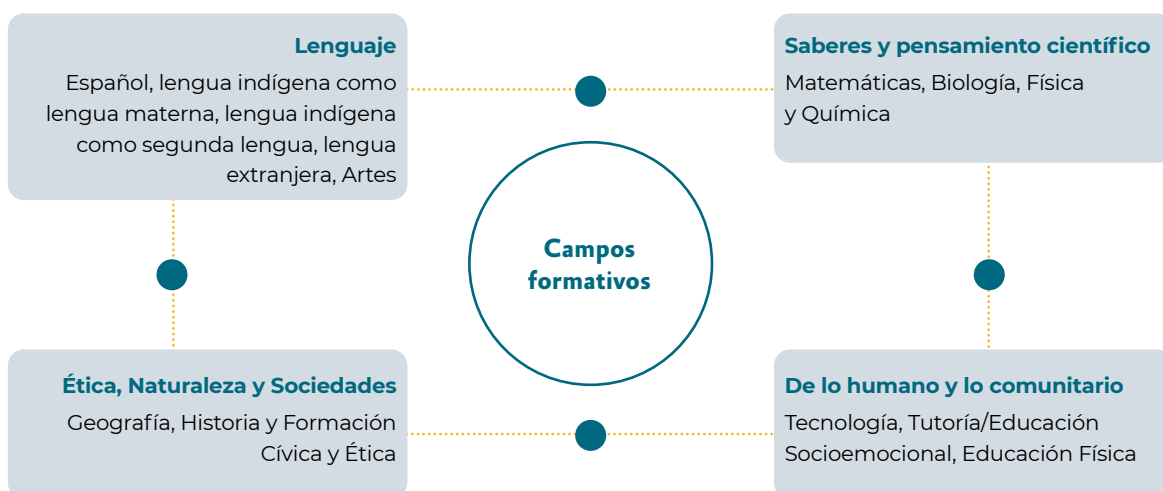 Lenguaje
Español, lengua indígena como
lengua materna, lengua indígena
como segunda lengua, lengua
extranjera, Artes
Saberes y pensamiento científico
Matemáticas, Biología, Física
y Química
Campos
formativos
Ética, Naturaleza y Sociedades
Geografía, Historia y Formación
Cívica y Ética
De lo humano y lo comunitario
Tecnología, Tutoría/Educación
Socioemocional, Educación Física